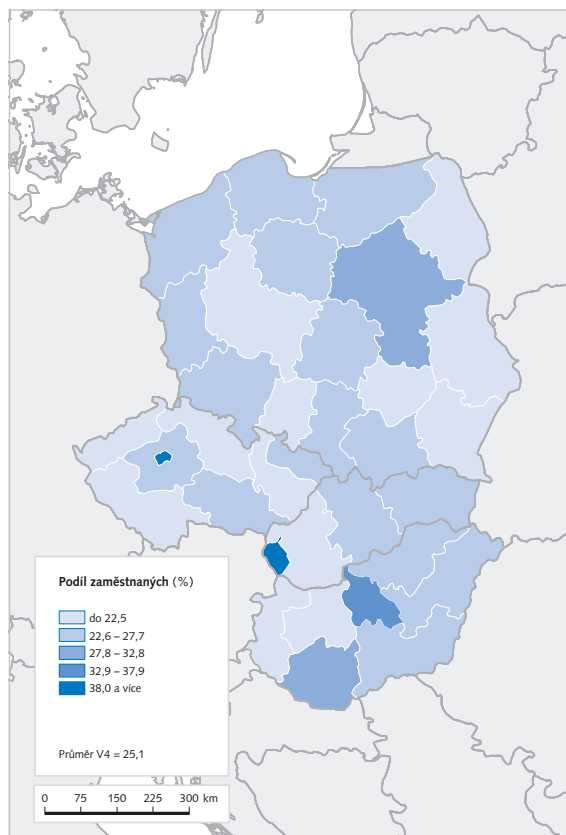 Podíl zaměstnaných (%)
do 22,5
22,6 – 27,7
27,8 – 32,8
32,9 – 37,9
38,0 a více
Průměr V4 = 25,1
0 75 150 225 300 km